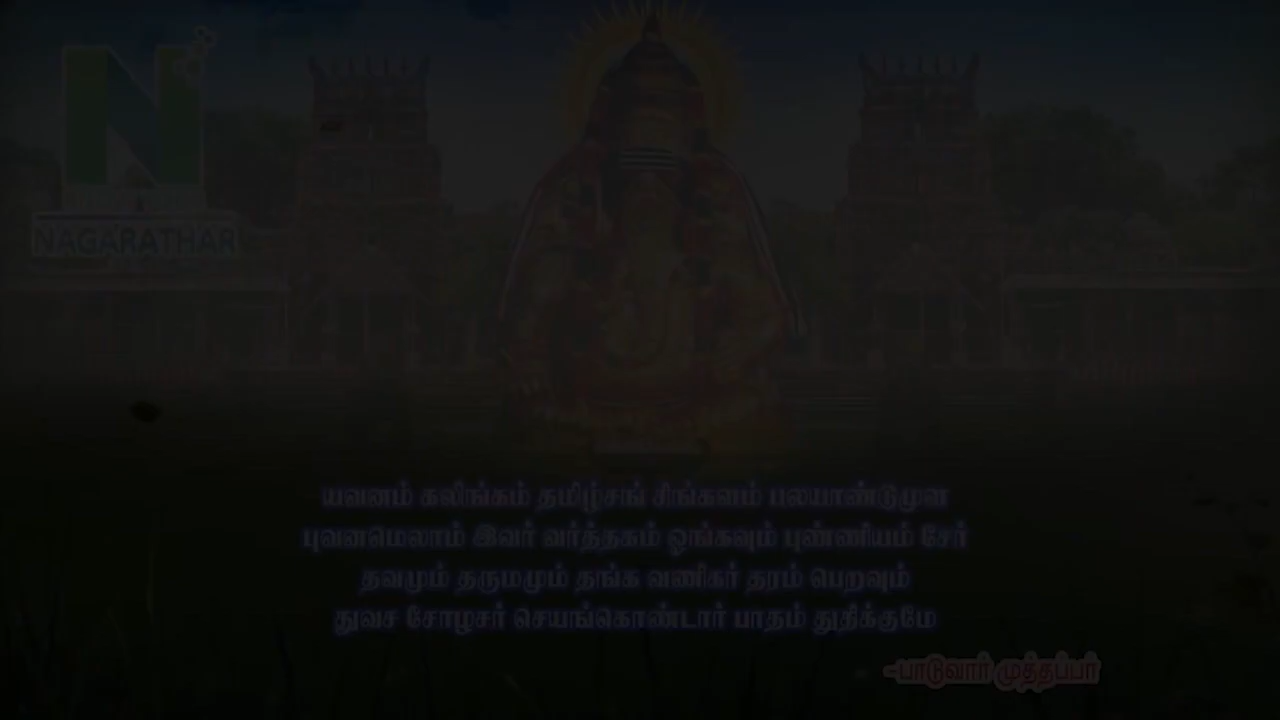 NAGARATHAR
யவனம் கலிங்கம் தமிழ்சங் சிங்களம் பலயாண்டுமுள
புவனமெலாம் இவர் வர்த்தகம் ஓங்கவும் புண்ணியம் சேர்
தவமும் தருமமும் தங்க வணிகர் தரம் பெறவும்
துவச சோழசர் செயங்கொண்டார் பாதம் துதிக்குமே
-பாடுவார் முத்தப்பர்